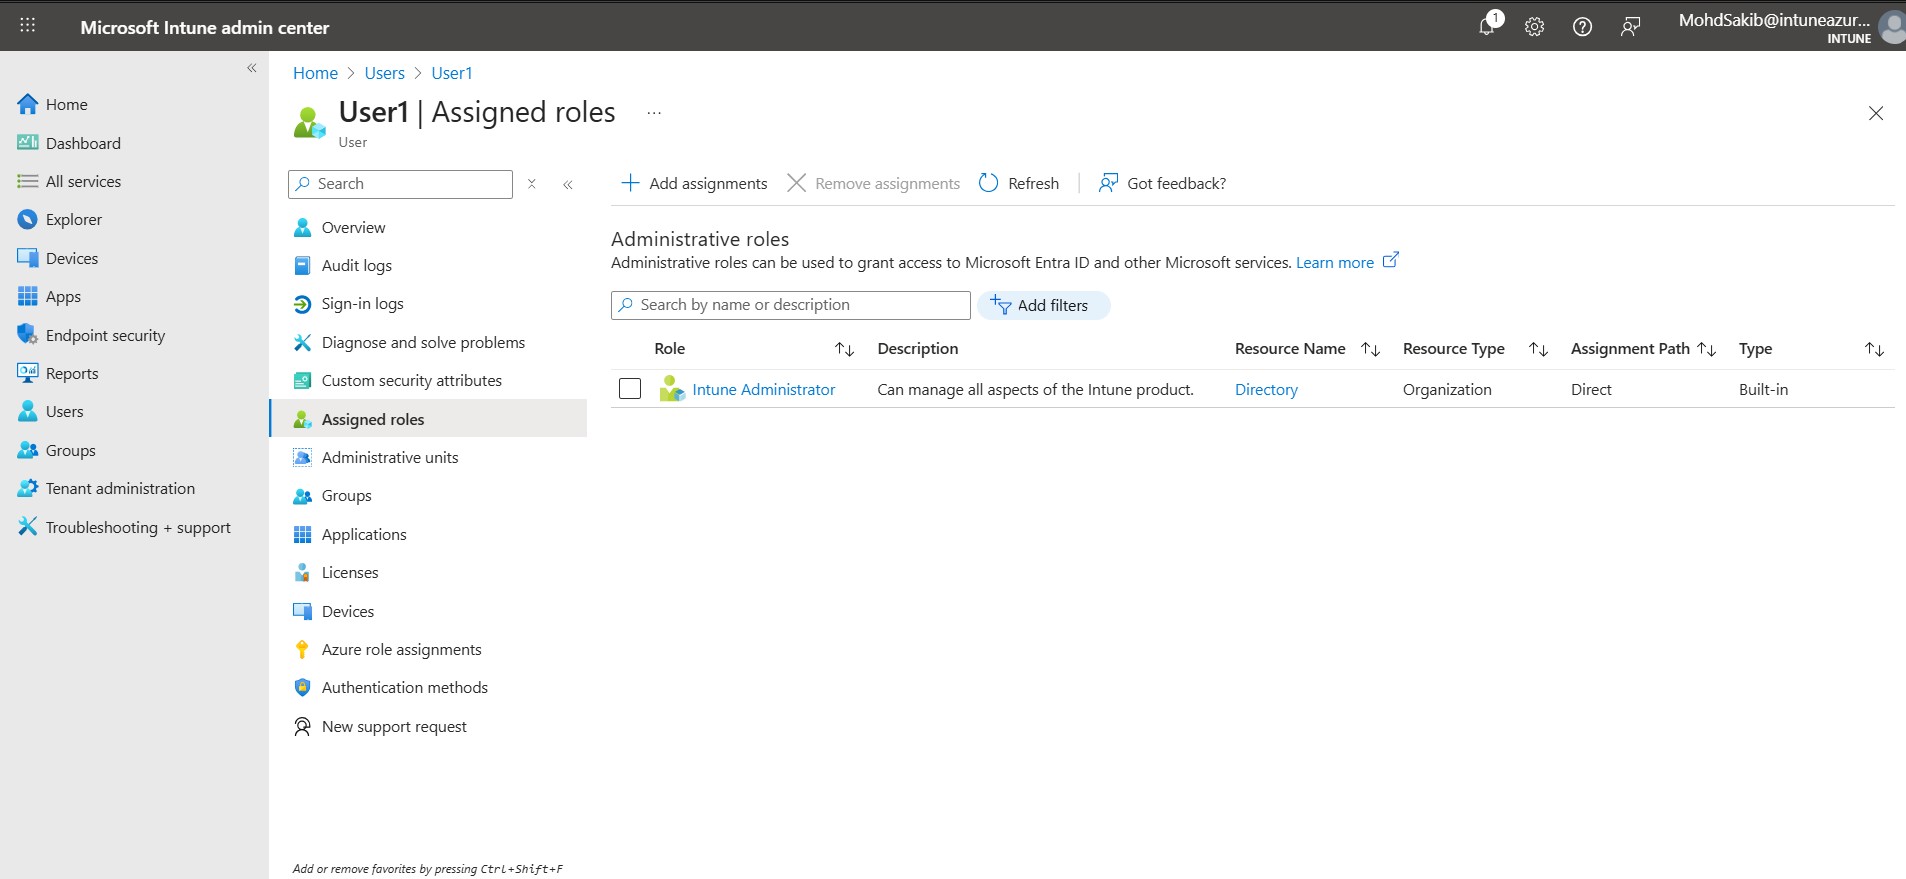 Microsoft Intune admin center
1
MohdSakib@intuneazur...
INTUNE
Home
Dashboard
All services
Explorer
Devices
Apps
Endpoint security
Reports
Users
Groups
Tenant administration
Troubleshooting + support
Home > Users > User1
User1 | Assigned roles ...
User
Search
Overview
Audit logs
Sign-in logs
Diagnose and solve problems
Custom security attributes
Assigned roles
Administrative units
Groups
Applications
Licenses
Devices
Azure role assignments
Authentication methods
New support request
Add or remove favorites by pressing Ctrl+Shift+F
Add assignments Remove assignments Refresh Got feedback?
Administrative roles
Administrative roles can be used to grant access to Microsoft Entra ID and other Microsoft services. Learn more
Search by name or description Add filters
Role Description Resource Name Resource Type Assignment Path Type
Intune Administrator Can manage all aspects of the Intune product. Directory Organization Direct Built-in